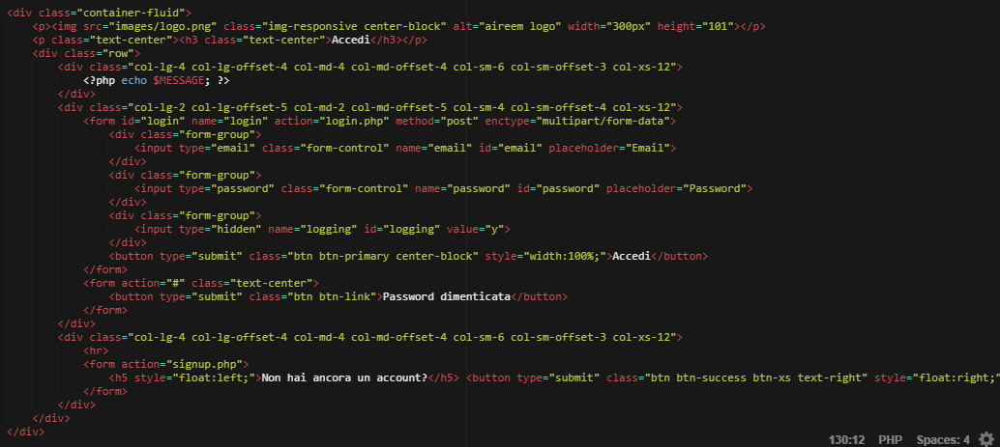 <div class="container-fluid">
<p><img src="images/logo.png" class="img-responsive center-block" alt="aireem logo" width="300px" height="101"></p>
<p class="text-center"><h3 class="text-center">Accedi</h3></p>
<div class="row">
<div class="col-lg-4 col-lg-offset-4 col-md-4 col-md-offset-4 col-sm-6 col-sm-offset-3 col-xs-12">
<?php echo $MESSAGE; ?>
</div>
<div class="col-lg-2 col-lg-offset-5 col-md-2 col-md-offset-5 col-sm-4 col-sm-offset-4 col-xs-12">
<form id="login" name="login" action="login.php" method="post" enctype="multipart/form-data">
<div class="form-group">
<input type="email" class="form-control" name="email" id="email" placeholder="Email">
</div>
<div class="form-group">
<input type="password" class="form-control" name="password" id="password" placeholder="Password">
</div>
<div class="form-group">
<input type="hidden" name="logging" id="logging" value="y">
</div>
<button type="submit" class="btn btn-primary center-block" style="width:100%;">Accedi</button>
</form>
<form action="#" class="text-center">
<button type="submit" class="btn btn-link">Password dimenticata</button>
</form>
</div>
<div class="col-lg-4 col-lg-offset-4 col-md-4 col-md-offset-4 col-sm-6 col-sm-offset-3 col-xs-12">
<hr>
<form action="signup.php">
<h5 style="float:left;">Non hai ancora un account?</h5> <button type="submit" class="btn btn-success btn-xs text-right" style="float:right;"
</form>
</div>
</div>
</div>
130:12 PHP Spaces: 4